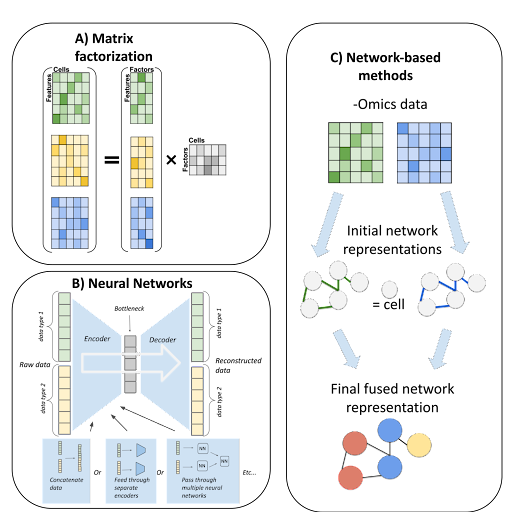 A) Matrix
factorization
Cells
Factors
Features
Features
=
×
Cells
Factors
B) Neural Networks
Bottleneck
data type 1
Encoder
Decoder
data type 1
Raw data
Reconstructed
data
data type 2
data type 2
NN
NN
NN
Concatenate
data
Or
Feed through
separate
encoders
Or
Pass through
multiple neural
networks
Etc...
C) Network-based
methods
-Omics data
Initial network
representations
= cell
Final fused network
representation